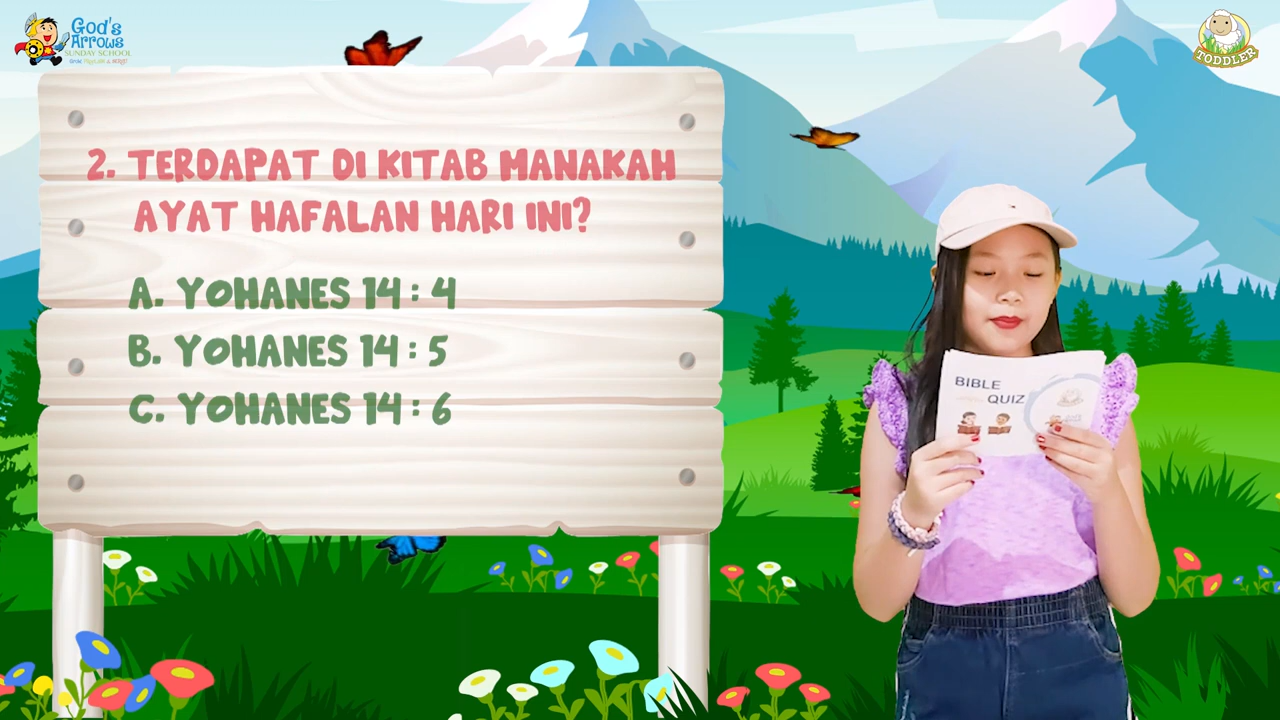 God's
Arrows
SUNDAY SCHOOL
TODDLER
2. TERDAPAT DI KITAB MANAKAH
AYAT HAFALAN HARI INI?
A. YOHANES 14 : 4
B. YOHANES 14 : 5
C. YOHANES 14 : 6
BIBLE
QUIZ